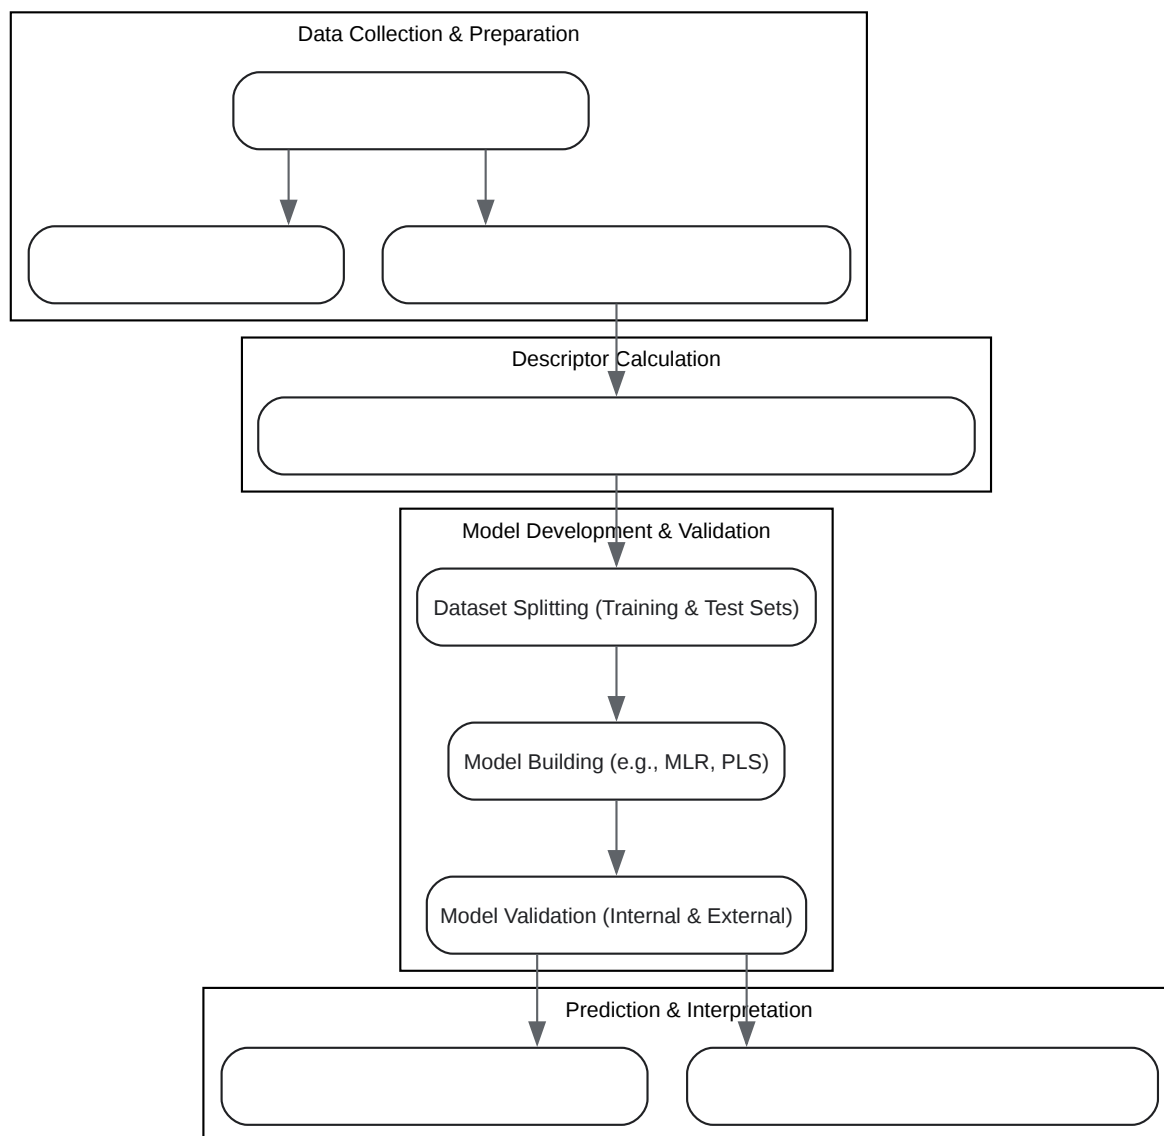 Data Collection & Preparation
Descriptor Calculation
Model Development & Validation
Dataset Splitting (Training & Test Sets)
Model Building (e.g., MLR, PLS)
Model Validation (Internal & External)
Prediction & Interpretation